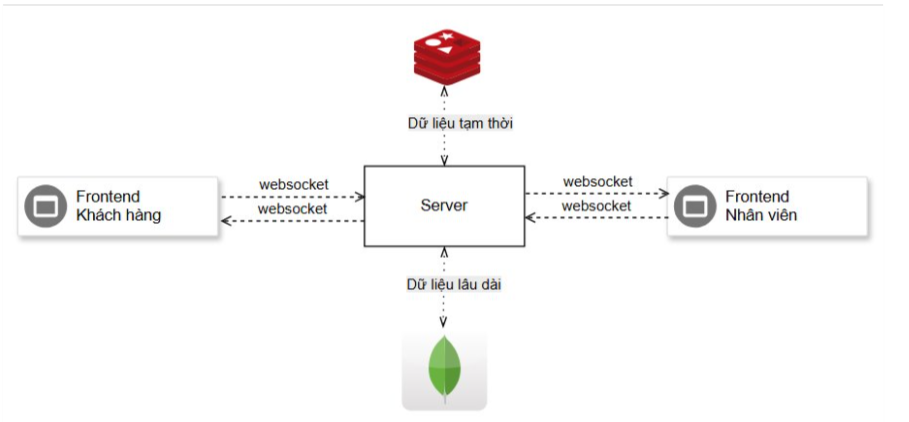 Dữ liệu tạm thời
websocket
websocket
Frontend
Khách hàng
Server
websocket
websocket
Frontend
Nhân viên
Dữ liệu lâu dài